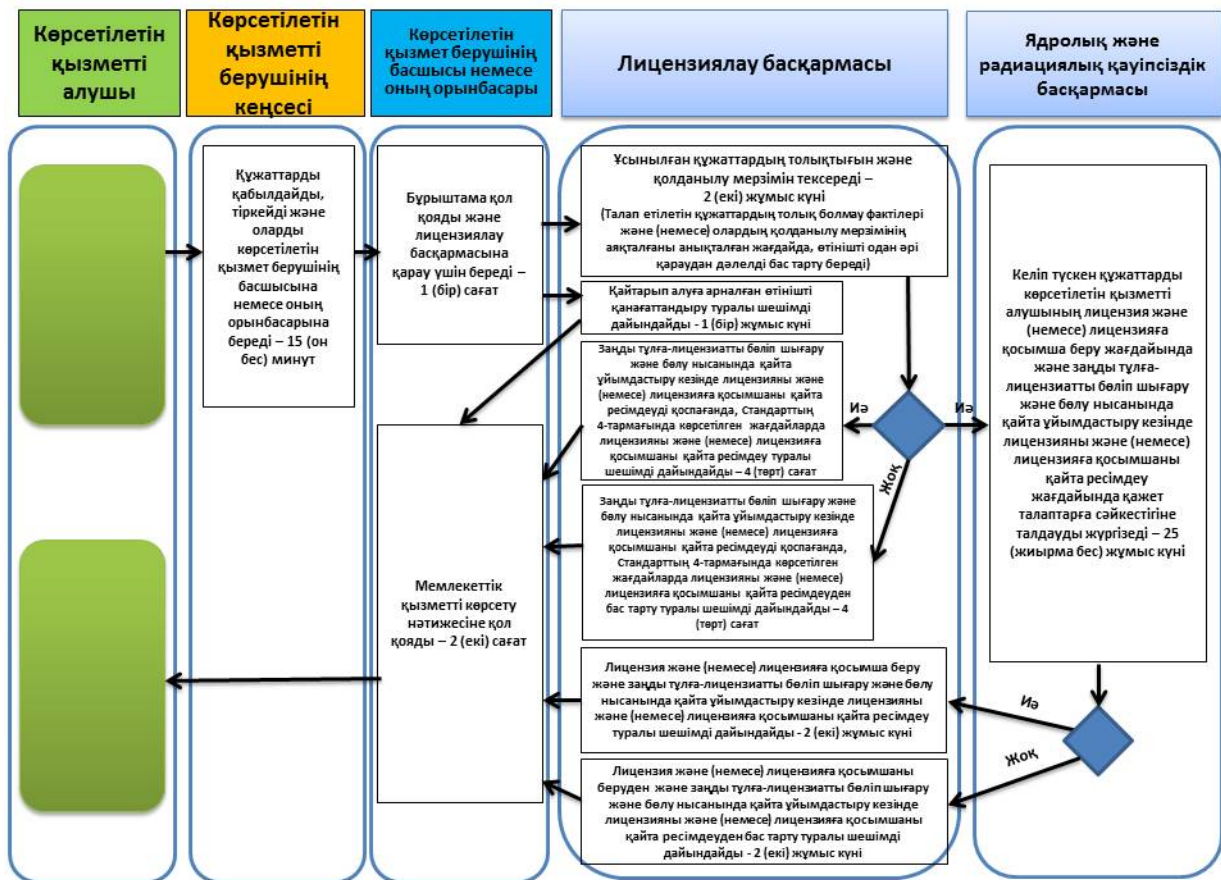 Көрсетілетін
қызметті
алушы
Көрсетілетін
қызметті
берушінің
кеңсесі
Көрсетілетін
қызмет берушінің
басшысы немесе
оның орынбасары
Лицензиялау басқармасы
Ядролық және
радиациялық қауіпсіздік
басқармасы
Құжаттарды
қабылдайды,
тіркейді және
оларды
көрсетілетін
қызмет берушінің
басшысына
немесе оның
орынбасарына
береді – 15 (он
бес) минут
Бұрыштама қол
қояды және
лицензиялау
басқармасына
қарау үшін береді –
1 (бір) сағат
Ұсынылған құжаттардың толықтығын және
қолданылу мерзімін тексереді –
2 (екі) жұмыс күні
(Талап етілетін құжаттардың толық болмау фактілері
және (немесе) олардың қолданылу мерзімінің
аяқталғаны анықталған жағдайда, өтінішті одан әрі
қараудан дәлелді бас тарту береді)
Қайтарып алуға арналған өтінішті
қанағаттандыру туралы шешімді
дайындайды - 1 (бір) жұмыс күні
Заңды тұлға-лицензиатты бөліп шығару
және бөлу нысанында қайта
ұйымдастыру кезінде лицензияны және
(немесе) лицензияға қосымшаны қайта
ресімдеуді қоспағанда, Стандарттың
4-тармағында көрсетілген жағдайларда
лицензияны және (немесе) лицензияға
қосымшаны қайта ресімдеу туралы
шешімді дайындайды – 4 (төрт) сағат
Иә
Иә
Жоқ
Заңды тұлға-лицензиатты бөліп шығару және
бөлу нысанында қайта ұйымдастыру кезінде
лицензияны және (немесе) лицензияға
қосымшаны қайта ресімдеуді қоспағанда,
Стандарттың 4-тармағында көрсетілген
жағдайларда лицензияны және (немесе)
лицензияға қосымшаны қайта ресімдеуден
бас тарту туралы шешімді дайындайды – 4
(төрт) сағат
Келіп түскен құжаттарды
көрсетілетін қызметті
алушының лицензия және
(немесе) лицензияға
қосымша беру жағдайында
және заңды тұлға-
лицензиатты бөліп шығару
және бөлу нысанында
қайта ұйымдастыру кезінде
лицензияны және (немесе)
лицензияға қосымшаны
қайта ресімдеу
жағдайында қажет
талаптарға сәйкестігіне
талдауды жүргізеді – 25
(жиырма бес) жұмыс күні
Мемлекеттік
қызметті көрсету
нәтижесіне қол
қояды – 2 (екі) сағат
Лицензия және (немесе) лицензияға қосымша беру
және заңды тұлға-лицензиатты бөліп шығару және бөлу
нысанында қайта ұйымдастыру кезінде лицензияны
және (немесе) лицензияға қосымшаны қайта ресімдеу
туралы шешімді дайындайды - 2 (екі) жұмыс күні
Иә
Жоқ
Лицензия және (немесе) лицензияға қосымшаны
беруден және заңды тұлға-лицензиатты бөліп шығару
және бөлу нысанында қайта ұйымдастыру кезінде
лицензияны және (немесе) лицензияға қосымшаны
қайта ресімдеуден бас тарту туралы шешімді
дайындайды - 2 (екі) жұмыс күні